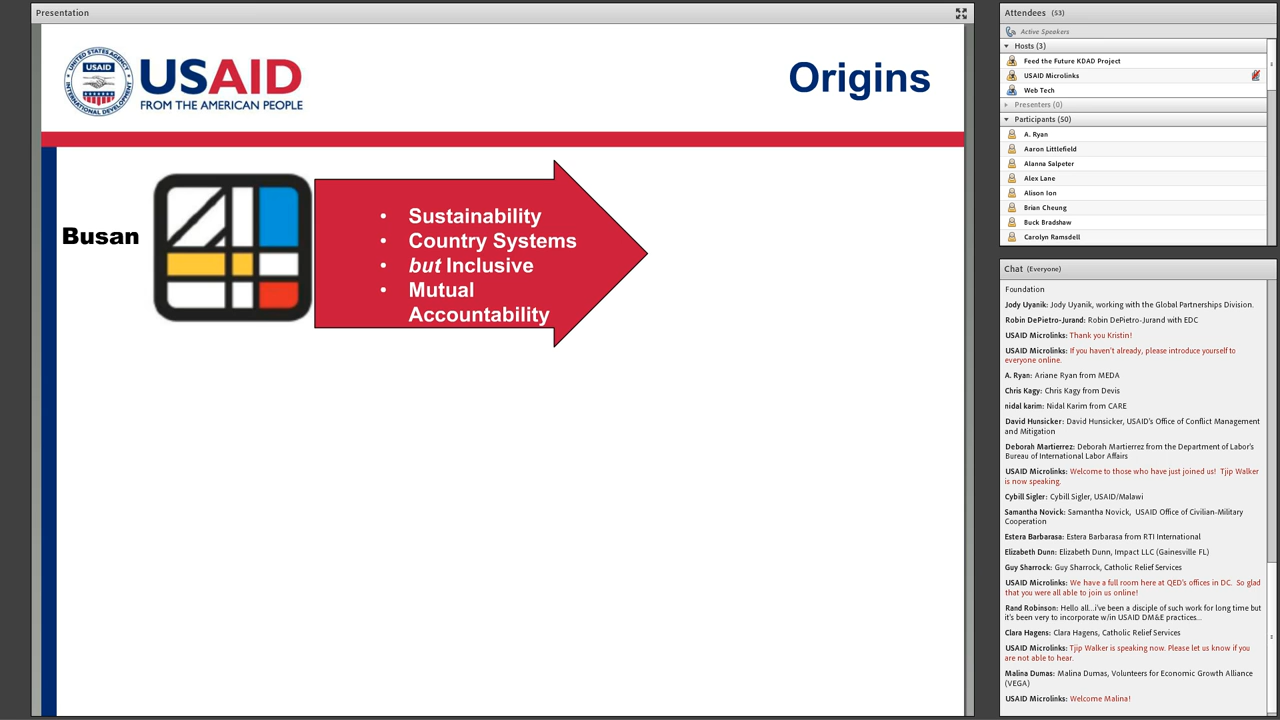 Presentation
UNITED STATES AGENCY
USAID
INTERNATIONAL DEVELOPMENT
USAID
FROM THE AMERICAN PEOPLE
Origins
Busan
• Sustainability
• Country Systems
• but Inclusive
• Mutual
Accountability
Attendees (53)
Active Speakers
Hosts (3)
Feed the Future KDAD Project
USAID Microlinks
Web Tech
Presenters (0)
Participants (50)
A. Ryan
Aaron Littlefield
Alanna Salpeter
Alex Lane
Alison Ion
Brian Cheung
Buck Bradshaw
Carolyn Ramsdell
Chat (Everyone)
Foundation
Jody Uyanik: Jody Uyanik, working with the Global Partnerships Division.
Robin DePietro-Jurand: Robin DePietro-Jurand with EDC
USAID Microlinks: Thank you Kristin!
USAID Microlinks: If you haven't already, please introduce yourself to
everyone online.
A. Ryan: Ariane Ryan from MEDA
Chris Kagy: Chris Kagy from Devis
nidal karim: Nidal Karim from CARE
David Hunsicker: David Hunsicker, USAID's Office of Conflict Management
and Mitigation
Deborah Martierrez: Deborah Martierrez from the Department of Labor's
Bureau of International Labor Affairs
USAID Microlinks: Welcome to those who have just joined us!  Tjip Walker
is now speaking.
Cybill Sigler: Cybill Sigler, USAID/Malawi
Samantha Novick: Samantha Novick,  USAID Office of Civilian-Military
Cooperation
Estera Barbarasa: Estera Barbarasa from RTI International
Elizabeth Dunn: Elizabeth Dunn, Impact LLC (Gainesville FL)
Guy Sharrock: Guy Sharrock, Catholic Relief Services
USAID Microlinks: We have a full room here at QED's offices in DC.  So glad
that you were all able to join us online!
Rand Robinson: Hello all...i've been a disciple of such work for long time but
it's been very to incorporate w/in USAID DM&E practices...
Clara Hagens: Clara Hagens, Catholic Relief Services
USAID Microlinks: Tjip Walker is speaking now. Please let us know if you
are not able to hear.
Malina Dumas: Malina Dumas, Volunteers for Economic Growth Alliance
(VEGA)
USAID Microlinks: Welcome Malina!